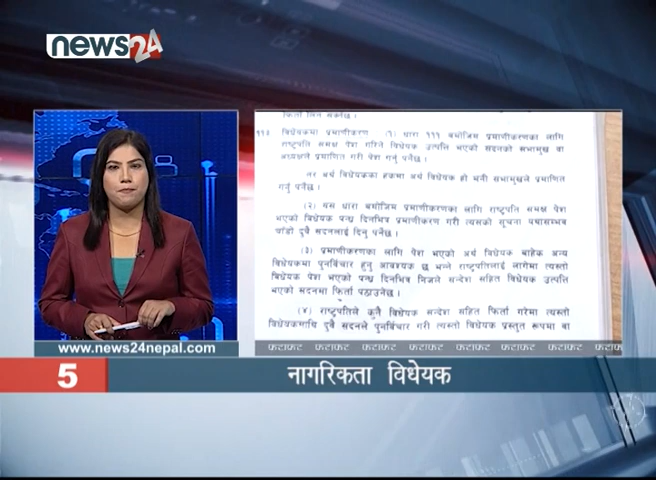 news24
फिर्ता लिन सक्नेछ ।
११३. विधेयकमा प्रमाणीकरण (१) धारा १११ बमोजिम प्रमाणीकरणका लागि
राष्ट्रपति समक्ष पेश गरिने विधेयक उत्पत्ति भएको सदनको सभामुख वा
अध्यक्षले प्रमाणित गरी पेश गर्नु पर्नेछ ।
तर अर्थ विधेयकका हकमा अर्थ विधेयक हो भनी सभामुखले प्रमाणित
गर्नु पर्नेछ ।
(२) यस धारा बमोजिम प्रमाणीकरणका लागि राष्ट्रपति समक्ष पेश
भएको विधेयक पन्ध्र दिनभित्र प्रमाणीकरण गरी त्यसको सूचना यथासम्भव
चाँडो दुवै सदनलाई दिनु पर्नेछ ।
(३) प्रमाणीकरणका लागि पेश भएको अर्थ विधेयक बाहेक अन्य
विधेयकमा पुनर्विचार हुनु आवश्यक छ भन्ने राष्ट्रपतिलाई लागेमा त्यस्तो
विधेयक पेश भएको पन्ध्र दिनभित्र निजले सन्देश सहित विधेयक उत्पत्ति
भएको सदनमा फिर्ता पठाउनेछ ।
(४) राष्ट्रपतिले कुनै विधेयक सन्देश सहित फिर्ता गरेमा त्यस्तो
विधेयकमाथि दुवै सदनले पुनर्विचार गरी त्यस्तो विधेयक प्रस्तुत रूपमा वा
www.news24nepal.com
फटाफट फटाफट फटाफट फटाफट फटाफट फटाफट
5 नागरिकता विधेयक